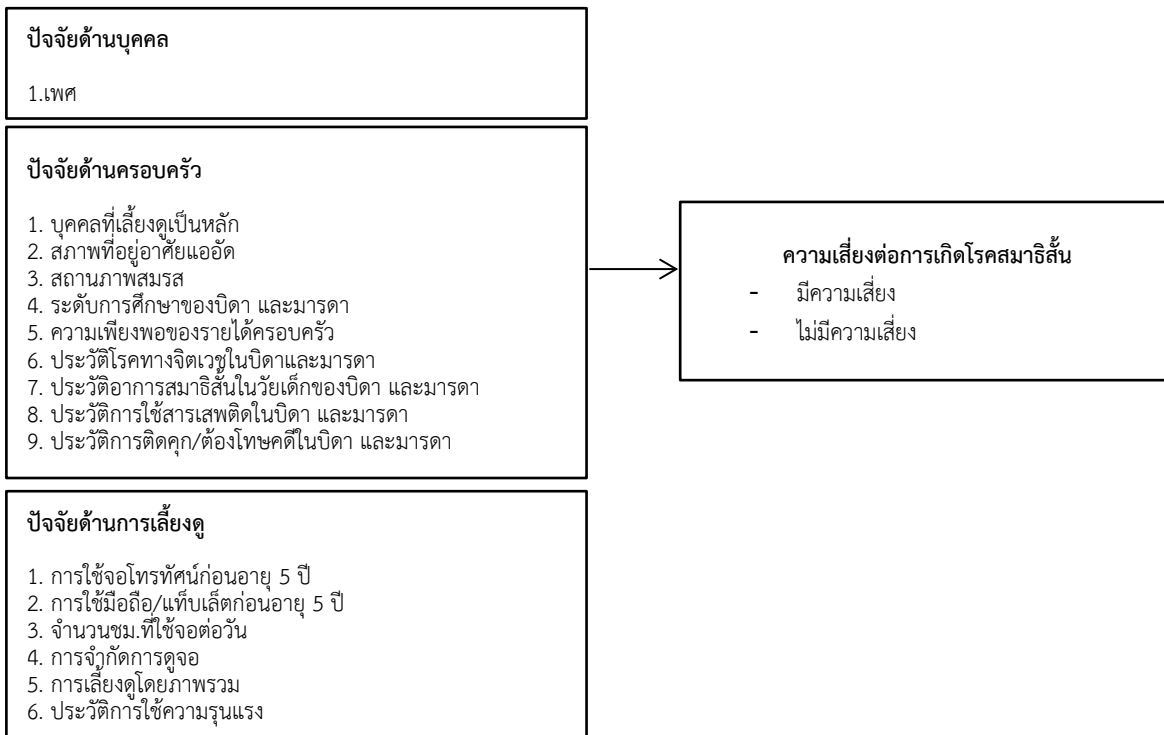 ปัจจัยด้านบุคคล
1.เพศ
ปัจจัยด้านครอบครัว
1. บุคคลที่เลี้ยงดูเป็นหลัก
2. สภาพที่อยู่อาศัยแออัด
3. สถานภาพสมรส
4. ระดับการศึกษาของบิดา และมารดา
5. ความเพียงพอของรายได้ครอบครัว
6. ประวัติโรคทางจิตเวชในบิดาและมารดา
7. ประวัติอาการสมาธิสั้นในวัยเด็กของบิดา และมารดา
8. ประวัติการใช้สารเสพติดในบิดา และมารดา
9. ประวัติการติดคุก/ต้องโทษคดีในบิดา และมารดา
ปัจจัยด้านการเลี้ยงดู
1. การใช้จอโทรทัศน์ก่อนอายุ 5 ปี
2. การใช้มือถือ/แท็บเล็ตก่อนอายุ 5 ปี
3. จำนวนชม.ที่ใช้จอต่อวัน
4. การจำกัดการดูจอ
5. การเลี้ยงดูโดยภาพรวม
6. ประวัติการใช้ความรุนแรง
ความเสี่ยงต่อการเกิดโรคสมาธิสั้น
- มีความเสี่ยง
- ไม่มีความเสี่ยง